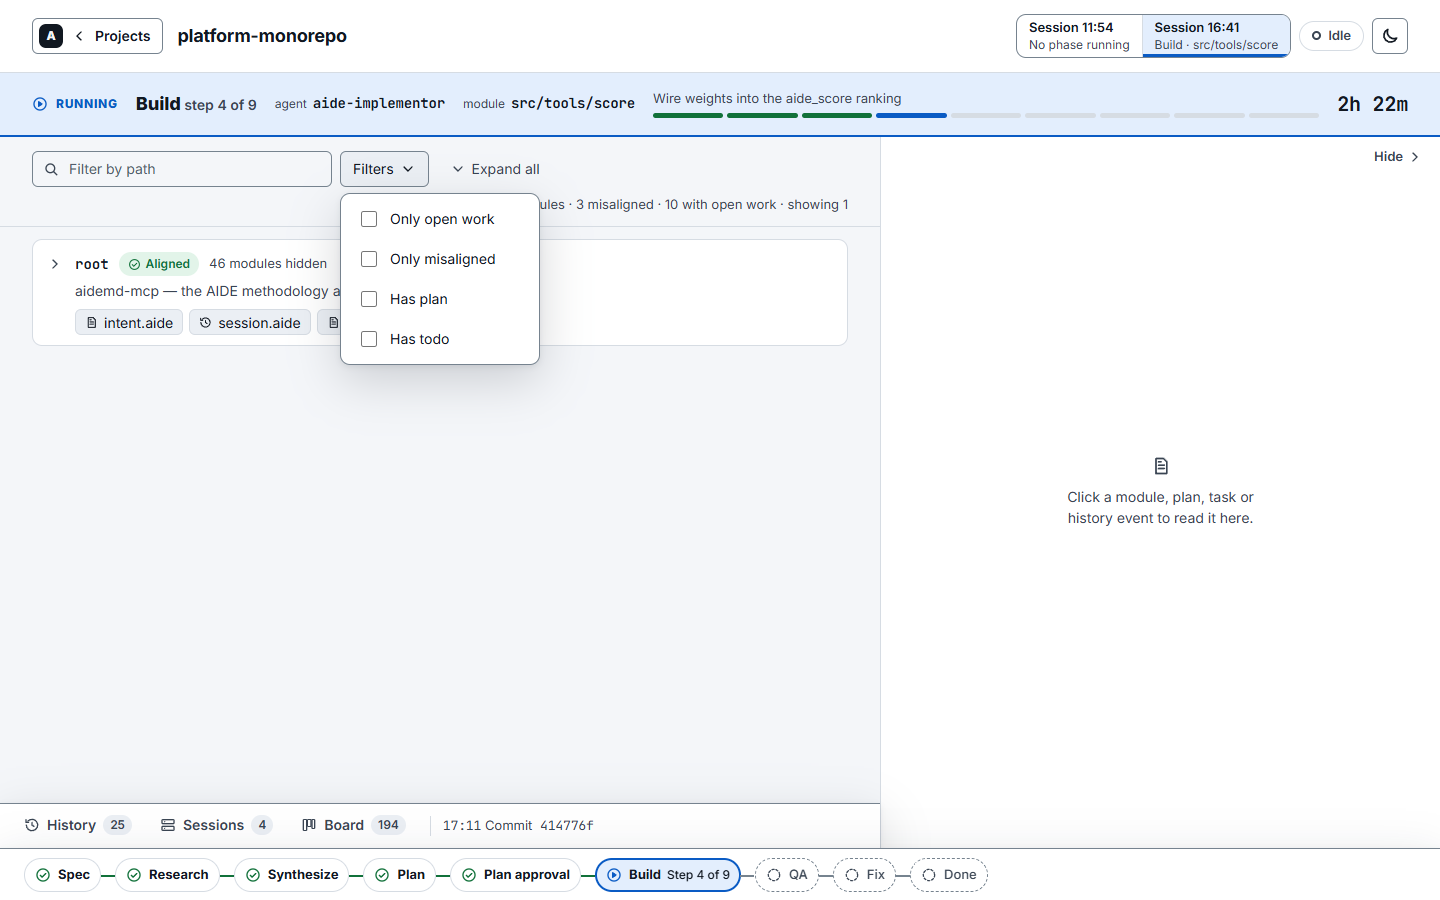 A Projects platform-monorepo
Session 11:54
No phase running
Session 16:41
Build · src/tools/score
Idle
RUNNING Build step 4 of 9 agent aide-implementor module src/tools/score
Wire weights into the aide_score ranking
2h 22m
Filter by path Filters Expand all
Hide
· 3 misaligned · 10 with open work · showing 1
Only open work
Only misaligned
Has plan
Has todo
root Aligned 46 modules hidden
aidemd-mcp — the AIDE methodology
intent.aide session.aide
Click a module, plan, task or
history event to read it here.
History 25 Sessions 4 Board 194 17:11 Commit 414776f
Spec Research Synthesize Plan Plan approval Build Step 4 of 9 QA Fix Done